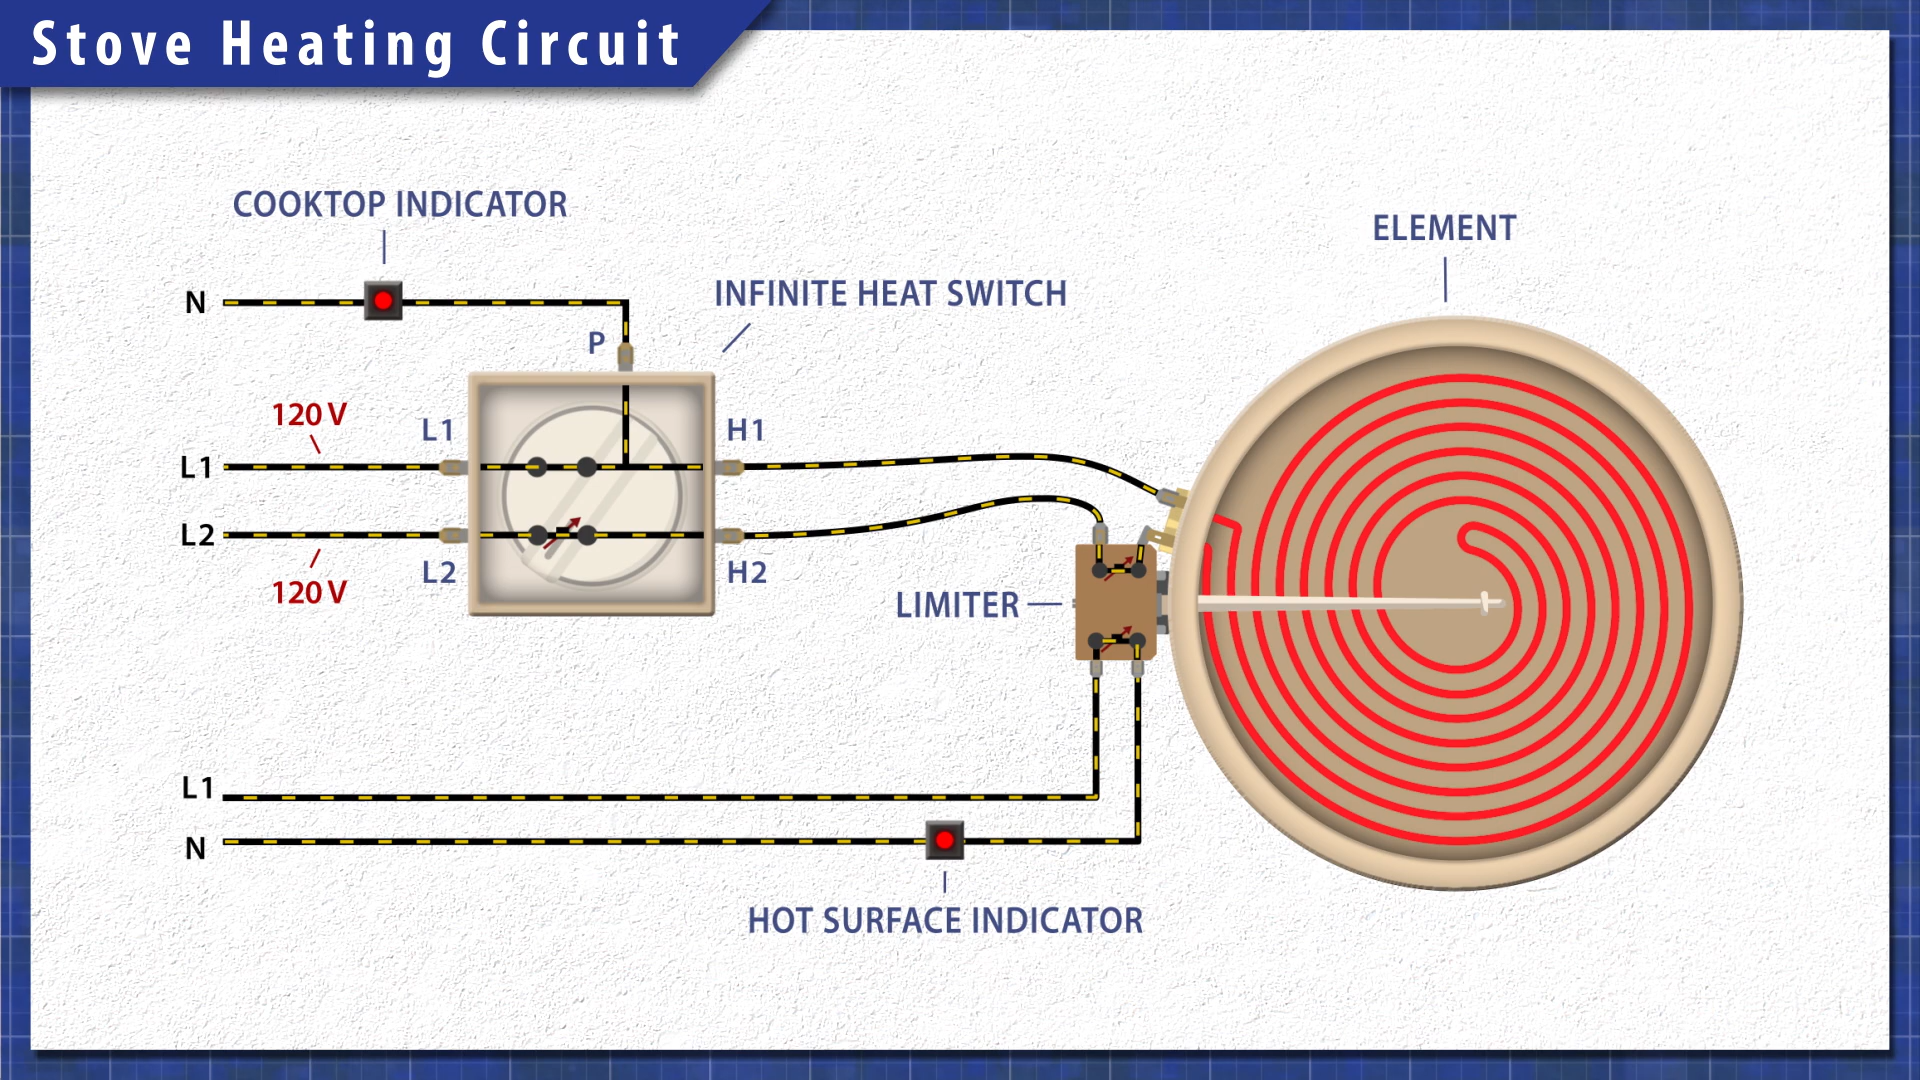 Stove Heating Circuit
COOKTOP INDICATOR
ELEMENT
N
INFINITE HEAT SWITCH
P
120 V
L1
H1
L1
L2
L2
H2
120 V
LIMITER
L1
N
HOT SURFACE INDICATOR